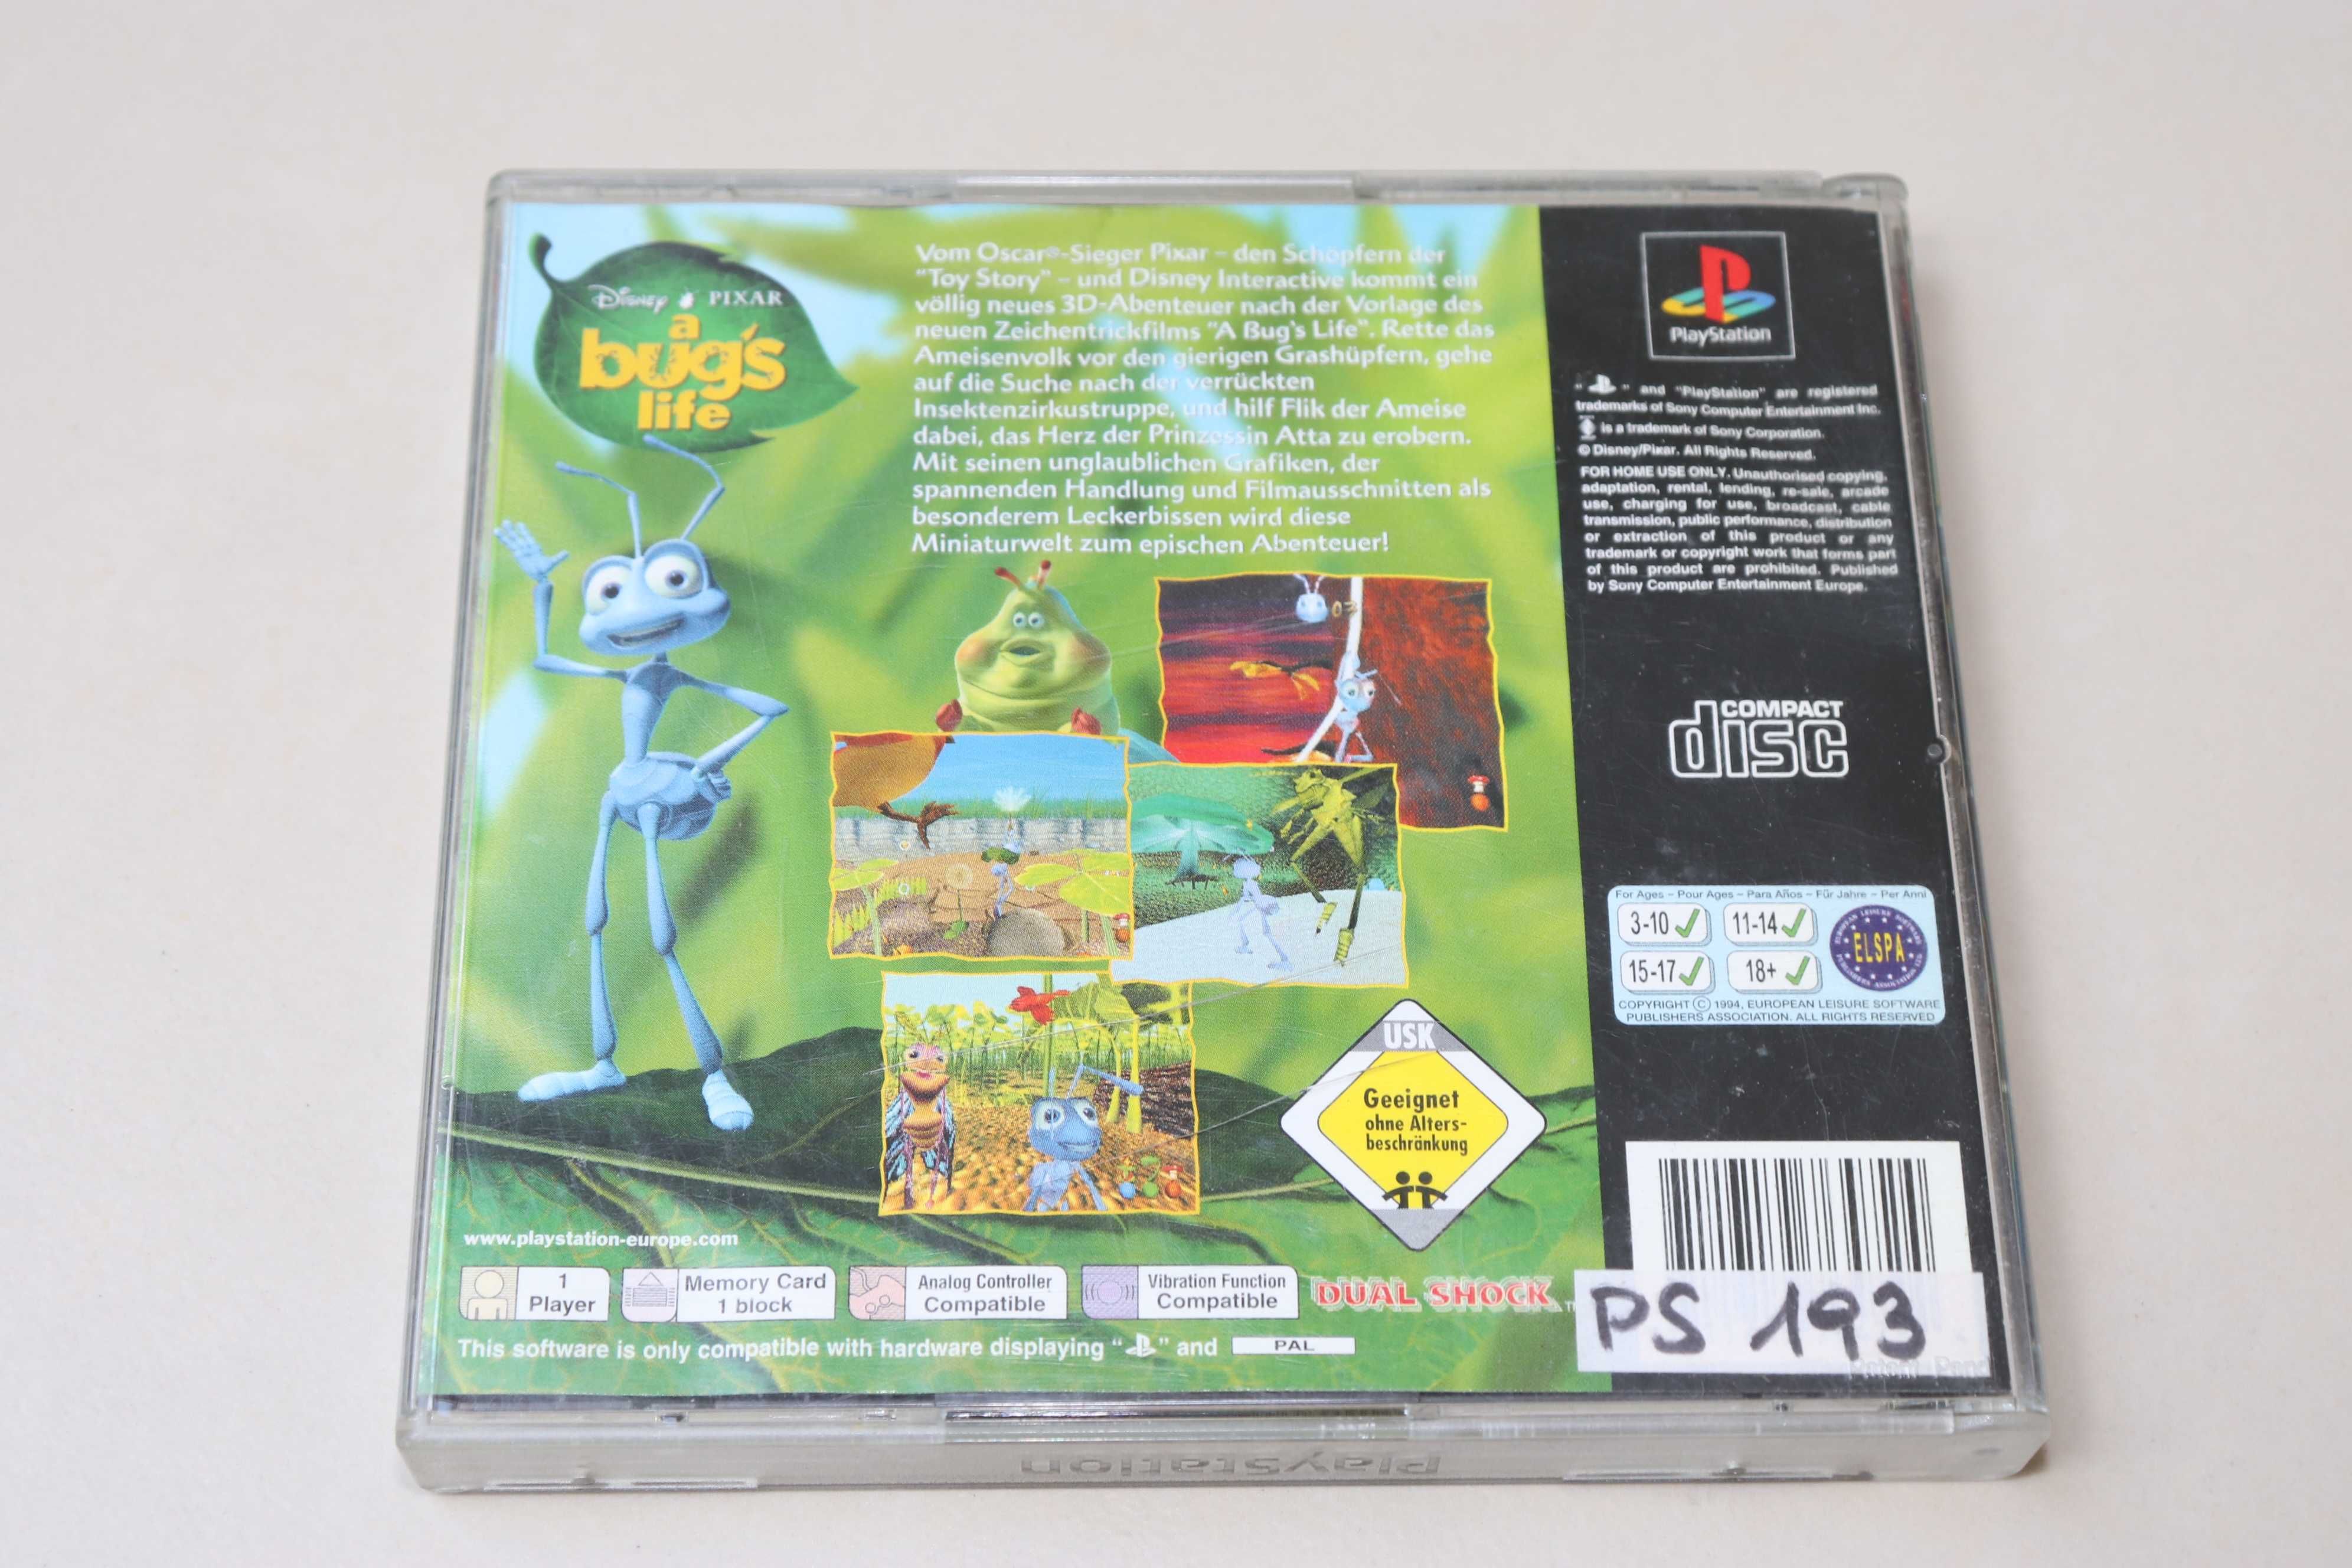 Disney PIXAR
a
bug's
life
Vom Oscar®-Sieger Pixar – den Schöpfern der
"Toy Story" – und Disney Interactive kommt ein
völlig neues 3D-Abenteuer nach der Vorlage des
neuen Zeichentrickfilms "A Bug's Life". Rette das
Ameisenvolk vor den gierigen Grashüpfern, gehe
auf die Suche nach der verrückten
Insektenzirkustruppe, und hilf Flik der Ameise
dabei, das Herz der Prinzessin Atta zu erobern.
Mit seinen unglaublichen Grafiken, der
spannenden Handlung und Filmausschnitten als
besonderem Leckerbissen wird diese
Miniaturwelt zum epischen Abenteuer!
USK
Geeignet
ohne Alters-
beschränkung
www.playstation-europe.com
1
Player
Memory Card
1 block
Analog Controller
Compatible
Vibration Function
Compatible
DUAL SHOCK™
This software is only compatible with hardware displaying " " and PAL
PlayStation
" " and "PlayStation" are registered
trademarks of Sony Computer Entertainment Inc.
is a trademark of Sony Corporation.
© Disney/Pixar. All Rights Reserved.
FOR HOME USE ONLY. Unauthorised copying,
adaptation, rental, lending, re-sale, arcade
use, charging for use, broadcast, cable
transmission, public performance, distribution
or extraction of this product or any
trademark or copyright work that forms part
of this product are prohibited. Published
by Sony Computer Entertainment Europe.
COMPACT
disc
For Ages – Pour Ages – Para Años – Für Jahre – Per Anni
3-10 11-14
15-17 18+
ELSPA
COPYRIGHT © 1994, EUROPEAN LEISURE SOFTWARE
PUBLISHERS ASSOCIATION. ALL RIGHTS RESERVED
PS 193
PlayStation